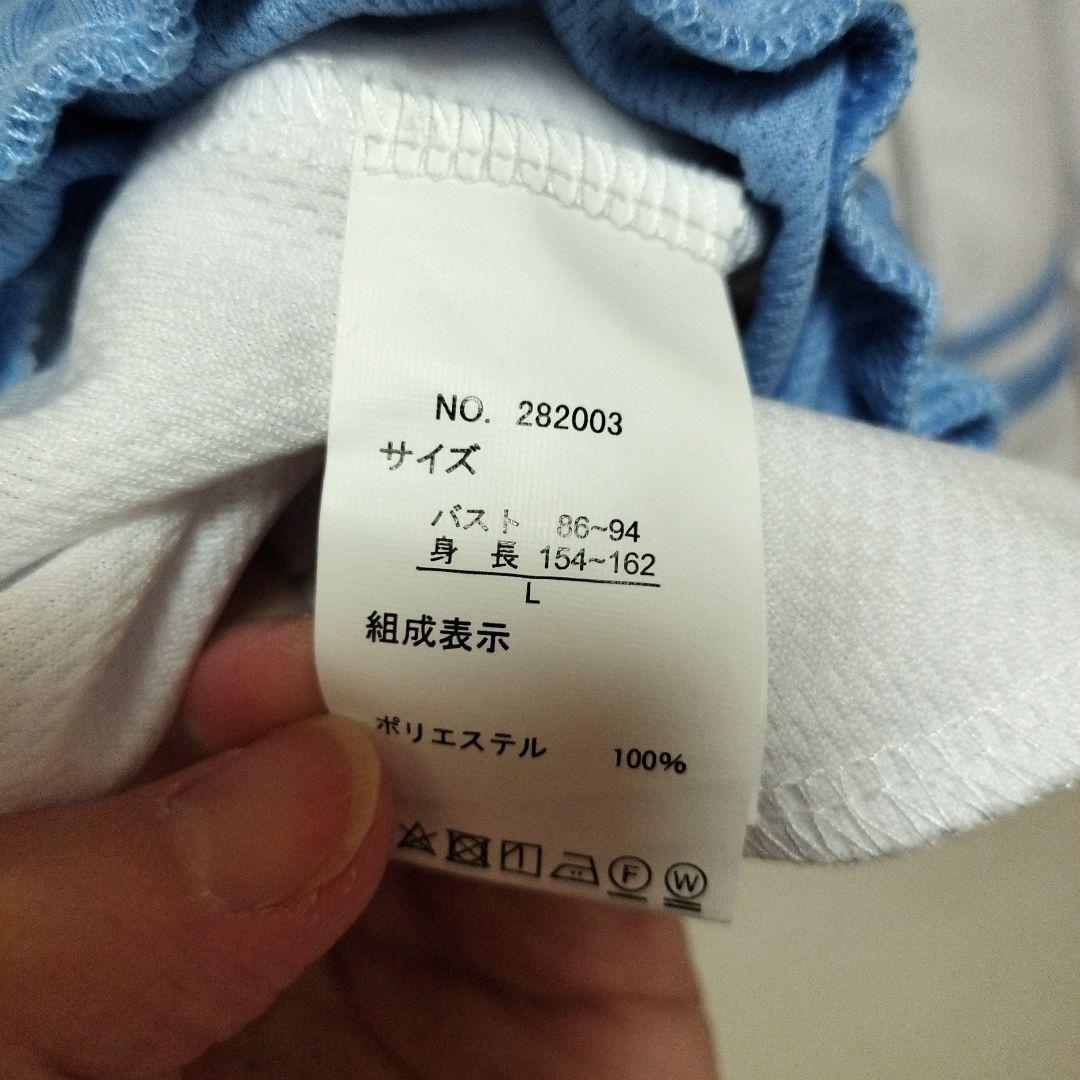 NO. 282003
サイズ
バスト 86~94
身 長 154~162
L
組成表示
ポリエステル 100%
F W